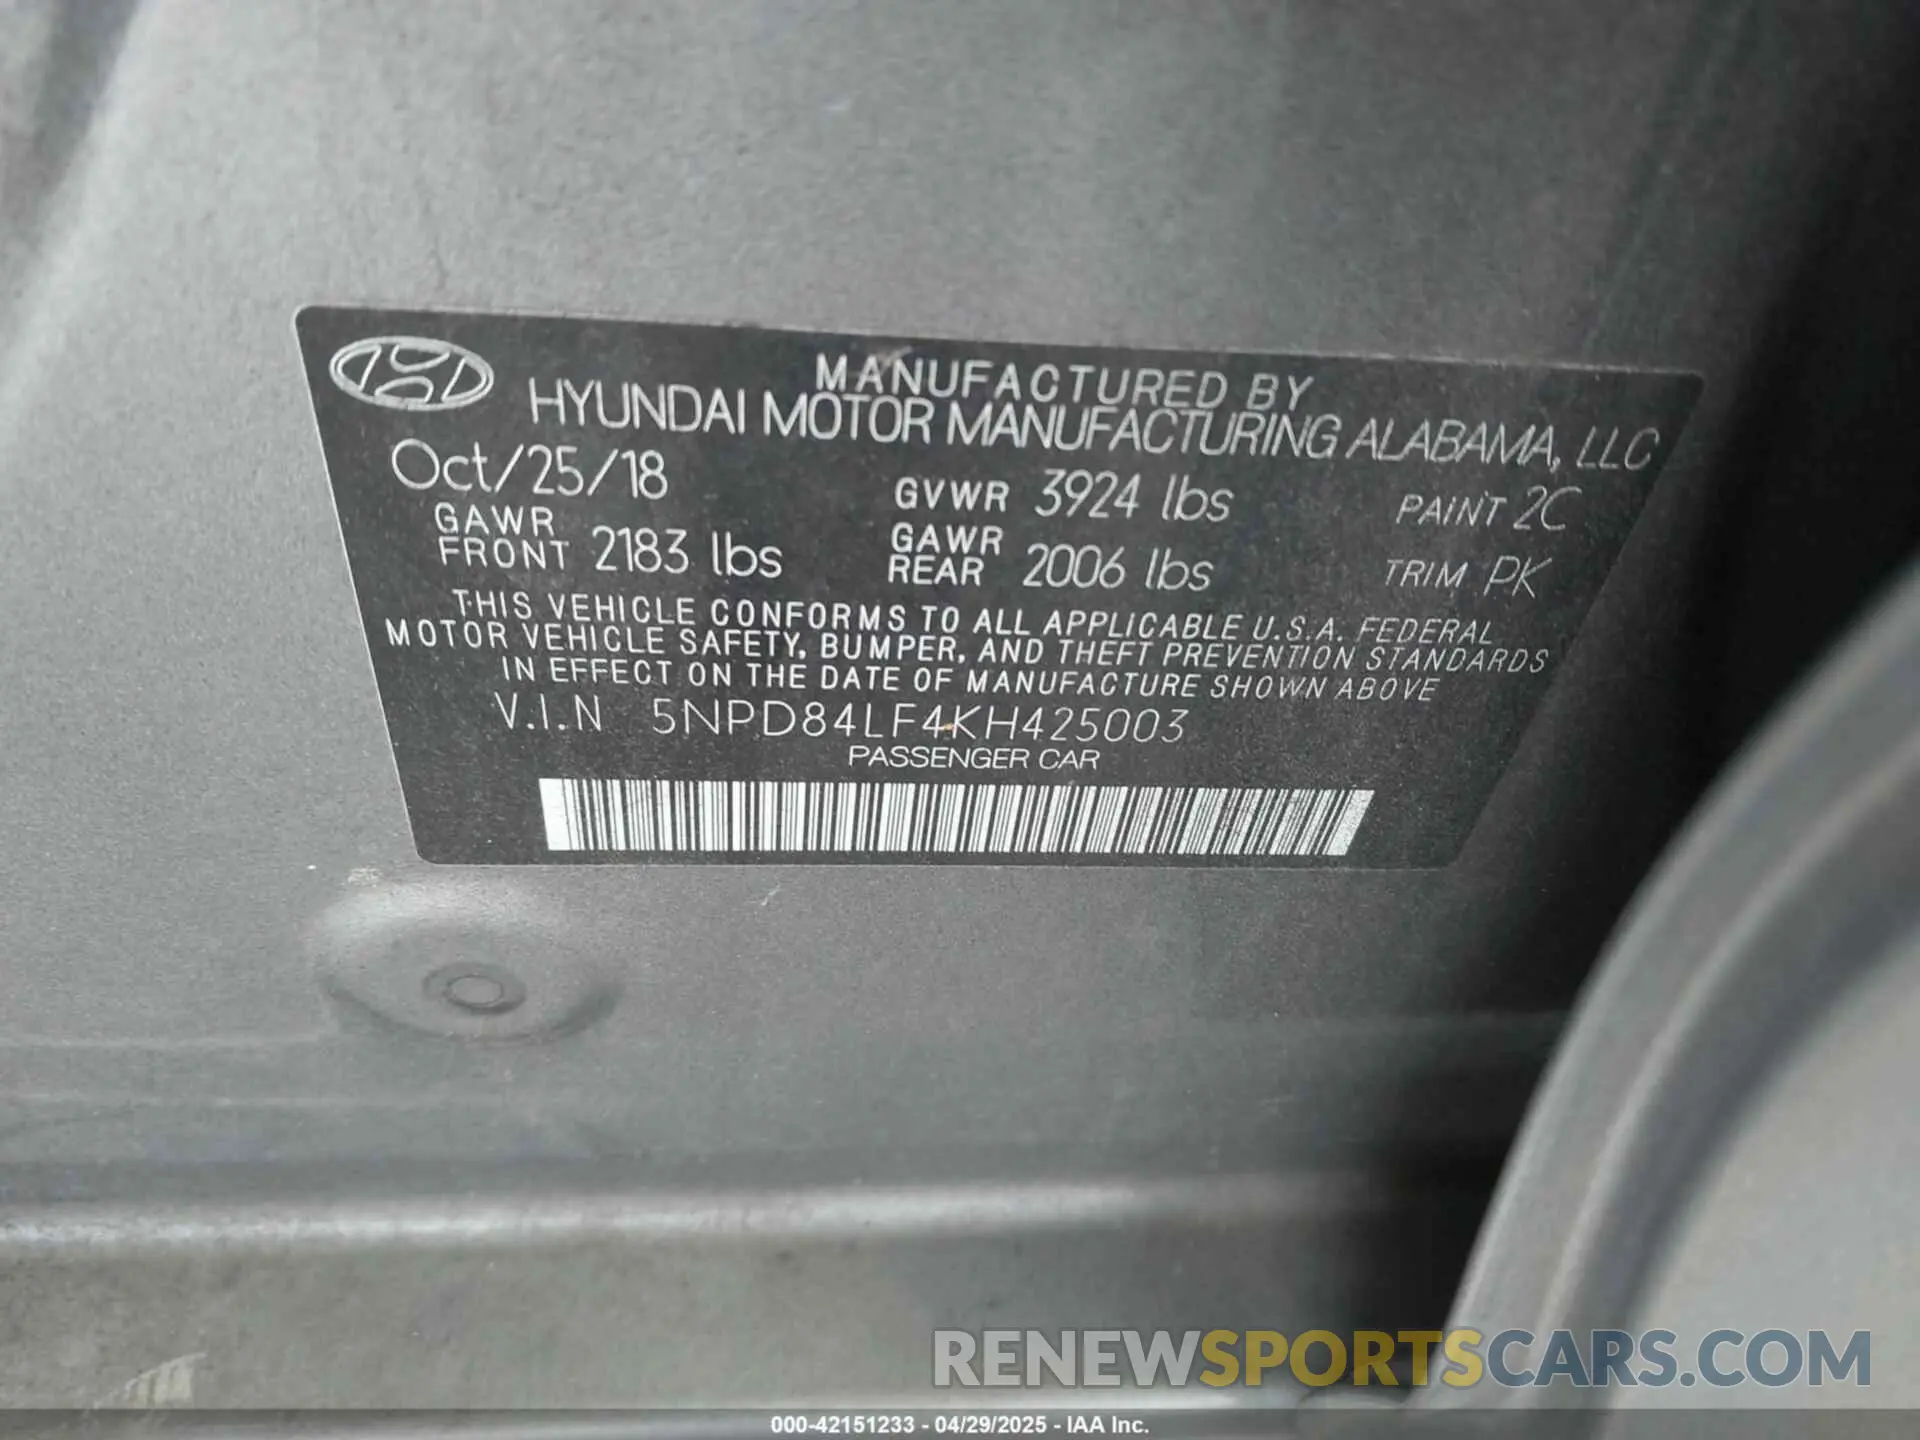 MANUFACTURED BY
HYUNDAI MOTOR MANUFACTURING ALABAMA, LLC
Oct/25/18 GVWR 3924 lbs PAINT 2C
GAWR FRONT 2183 lbs GAWR REAR 2006 lbs TRIM PK
THIS VEHICLE CONFORMS TO ALL APPLICABLE U.S.A. FEDERAL
MOTOR VEHICLE SAFETY, BUMPER, AND THEFT PREVENTION STANDARDS
IN EFFECT ON THE DATE OF MANUFACTURE SHOWN ABOVE
V.I.N 5NPD84LF4KH425003
PASSENGER CAR
RENEWSPORTSCARS.COM
000-42151233 - 04/29/2025 - IAA Inc.